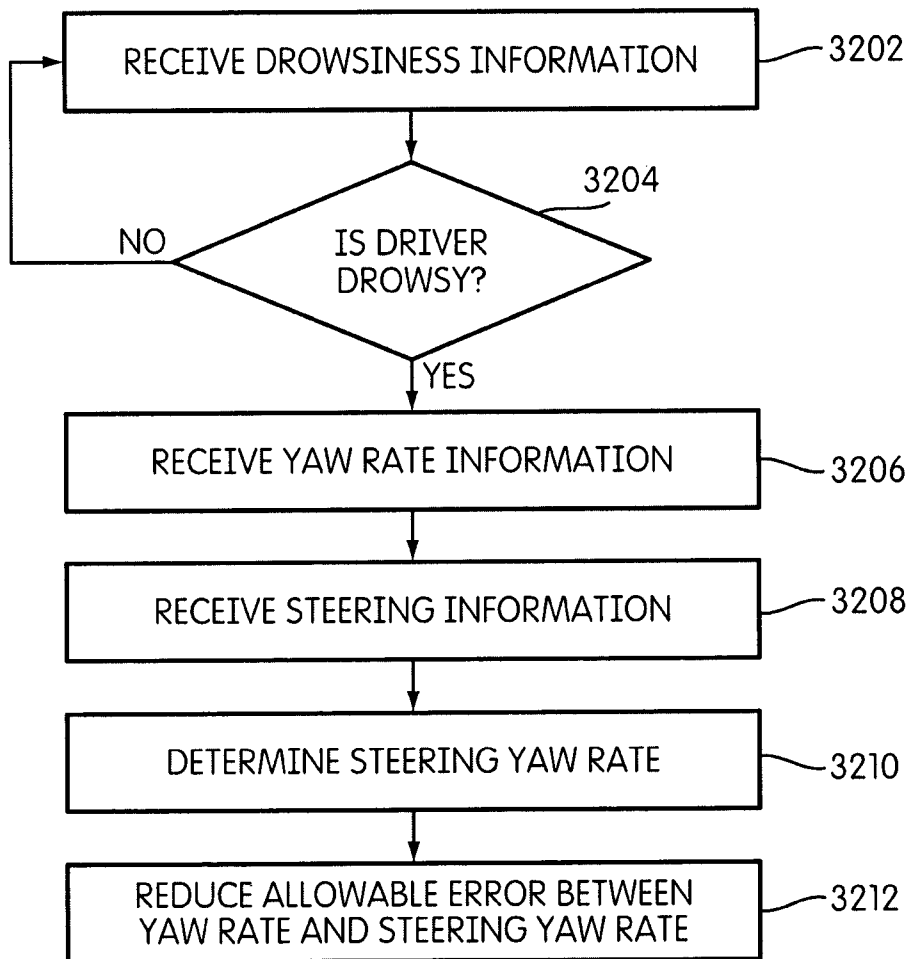 RECEIVE DROWSINESS INFORMATION
3202
3204
IS DRIVER
DROWSY?
NO
YES
RECEIVE YAW RATE INFORMATION
3206
RECEIVE STEERING INFORMATION
3208
DETERMINE STEERING YAW RATE
3210
REDUCE ALLOWABLE ERROR BETWEEN
YAW RATE AND STEERING YAW RATE
3212